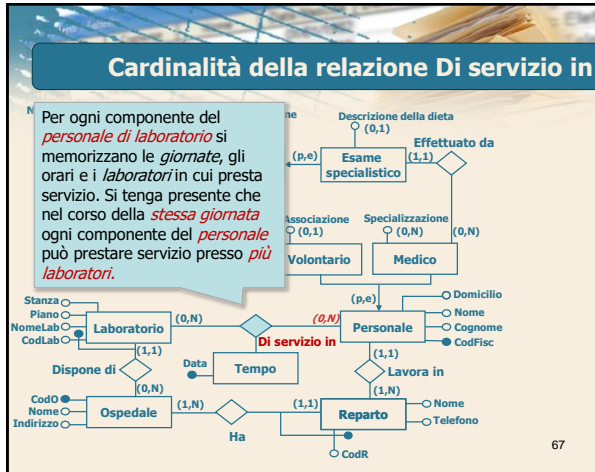 Cardinalità della relazione Di servizio in
N
me
Per ogni componente del
personale di laboratorio si
memorizzano le giornate, gli
orari e i laboratori in cui presta
servizio. Si tenga presente che
nel corso della stessa giornata
ogni componente del personale
può prestare servizio presso più
laboratori.
Descrizione della dieta
(0,1)
Effettuato da
(p,e)
Esame
specialistico
(1,1)
Associazione
(0,1)
Specializzazione
(0,N)
(0,N)
Volontario
Medico
(p,e)
Stanza
Piano
NomeLab
CodLab
Laboratorio
(0,N)
(0,N)
Di servizio in
Personale
Domicilio
Nome
Cognome
CodFisc
(1,1)
Dispone di
(0,N)
Data
Tempo
(1,1)
Lavora in
(1,N)
CodO
Nome
Indirizzo
Ospedale
(1,N)
Ha
(1,1)
Reparto
Nome
Telefono
CodR
67